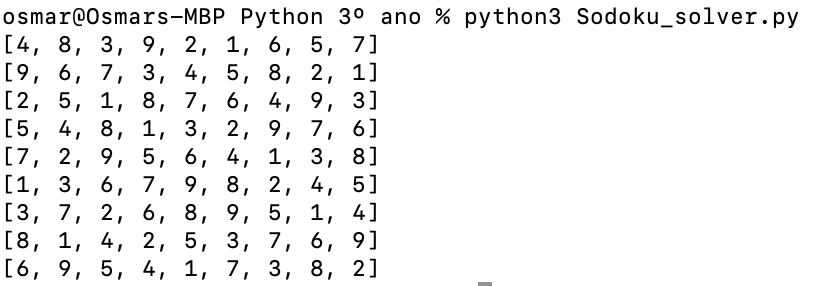 osmar@Osmars-MBP Python 3º ano % python3 Sodoku_solver.py
[4, 8, 3, 9, 2, 1, 6, 5, 7]
[9, 6, 7, 3, 4, 5, 8, 2, 1]
[2, 5, 1, 8, 7, 6, 4, 9, 3]
[5, 4, 8, 1, 3, 2, 9, 7, 6]
[7, 2, 9, 5, 6, 4, 1, 3, 8]
[1, 3, 6, 7, 9, 8, 2, 4, 5]
[3, 7, 2, 6, 8, 9, 5, 1, 4]
[8, 1, 4, 2, 5, 3, 7, 6, 9]
[6, 9, 5, 4, 1, 7, 3, 8, 2]